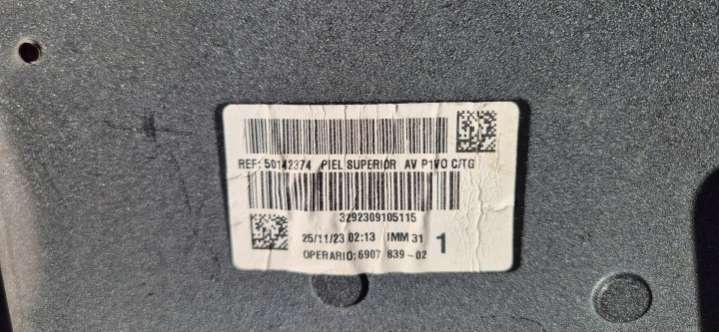 REF: 50142374 PIEL SUPERIOR AV P1VO C/TG
3292309105115
25/11/23 02:13 IMM 31 1
OPERARIO: 6907 839-02